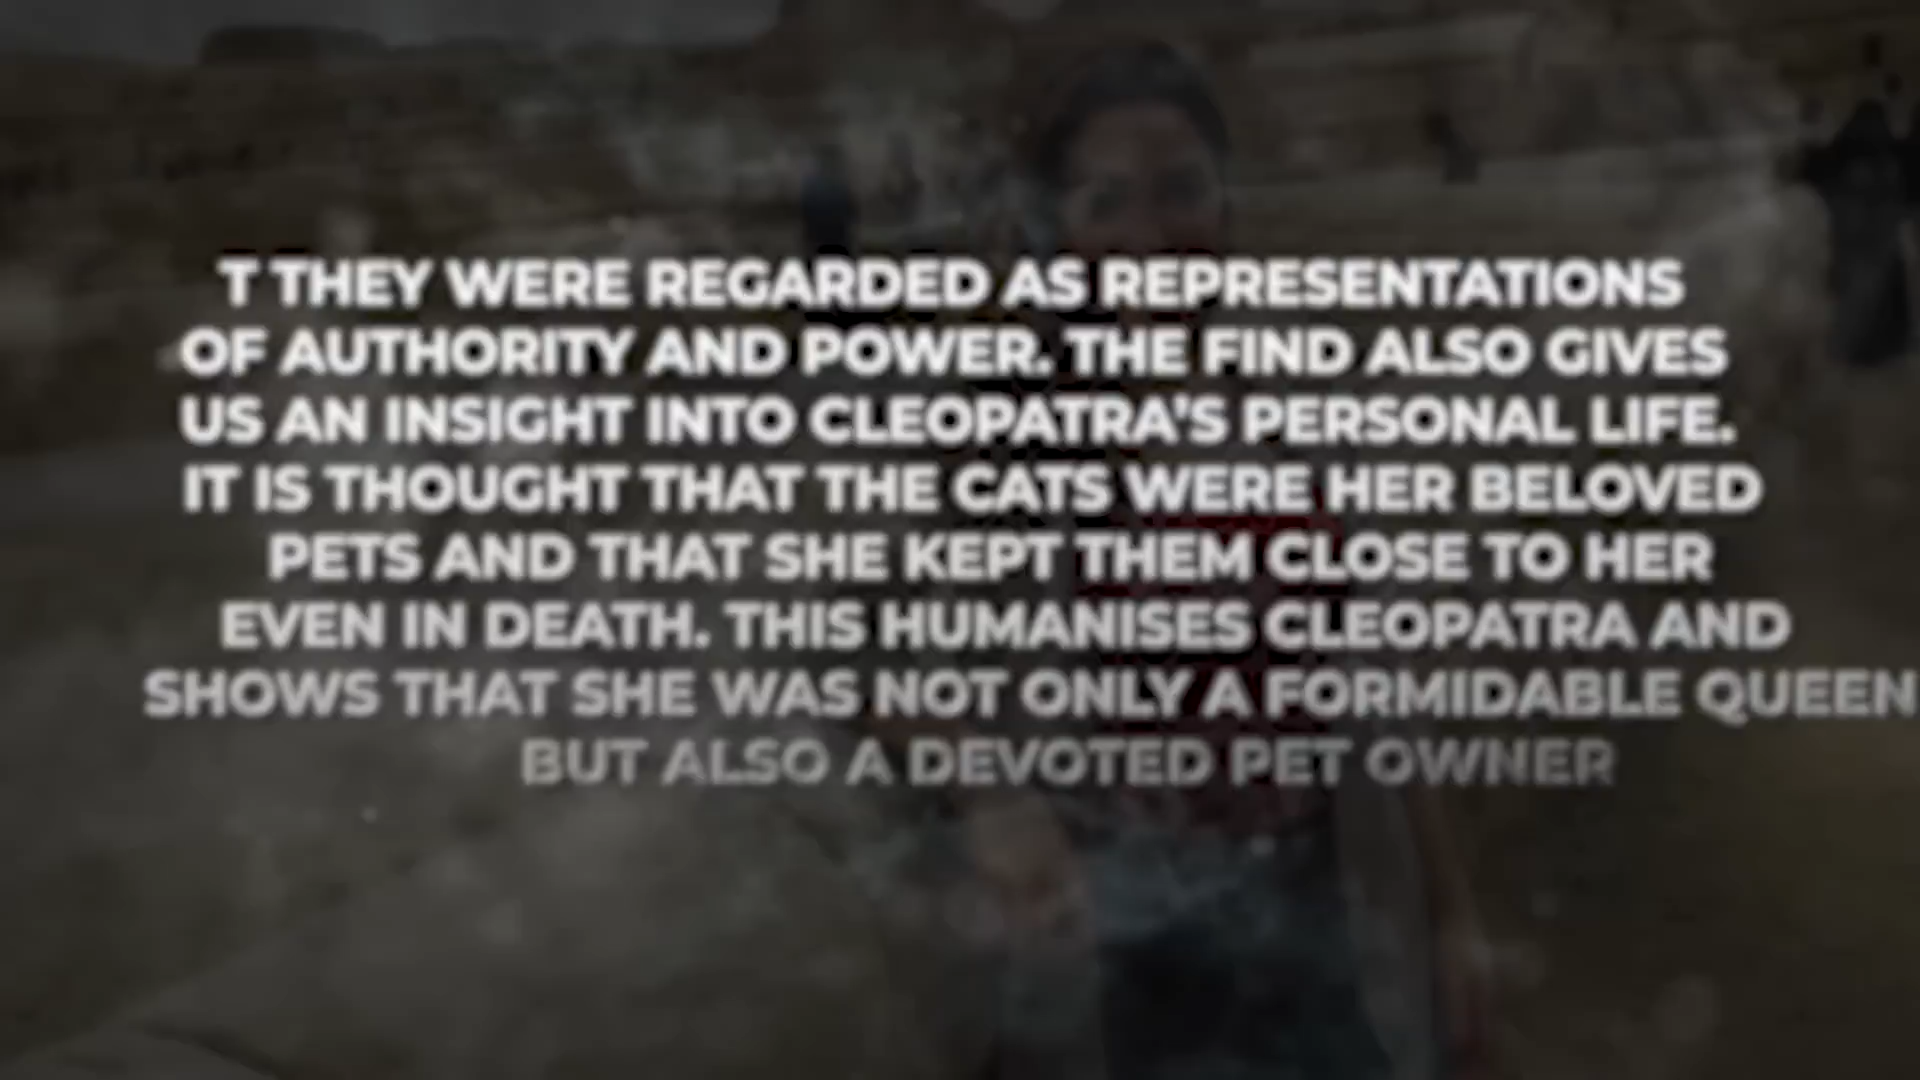 T THEY WERE REGARDED AS REPRESENTATIONS
OF AUTHORITY AND POWER. THE FIND ALSO GIVES
US AN INSIGHT INTO CLEOPATRA'S PERSONAL LIFE.
IT IS THOUGHT THAT THE CATS WERE HER BELOVED
PETS AND THAT SHE KEPT THEM CLOSE TO HER
EVEN IN DEATH. THIS HUMANISES CLEOPATRA AND
SHOWS THAT SHE WAS NOT ONLY A FORMIDABLE QUEEN
BUT ALSO A DEVOTED PET OWNER